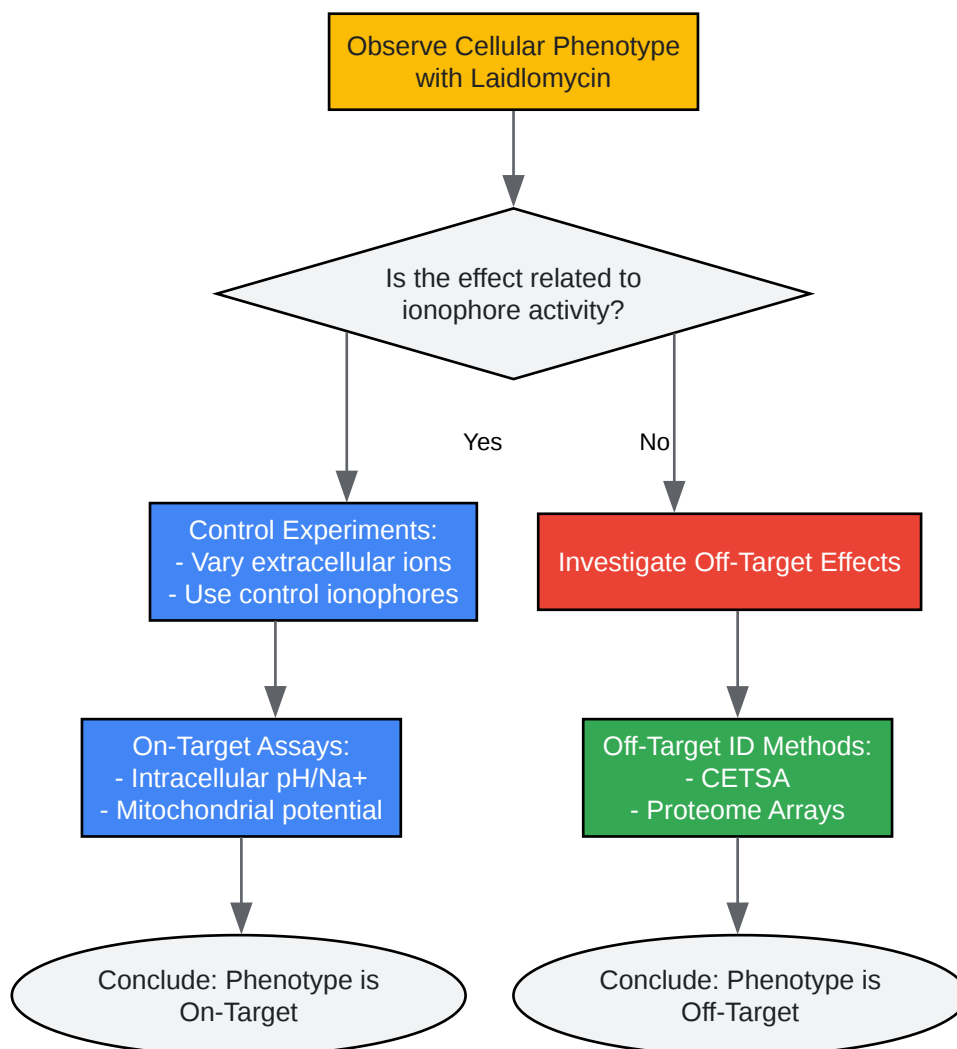 Observe Cellular Phenotype
with Laidlomycin
Is the effect related to
ionophore activity?
Yes
No
Control Experiments:
- Vary extracellular ions
- Use control ionophores
Investigate Off-Target Effects
On-Target Assays:
- Intracellular pH/Na+
- Mitochondrial potential
Off-Target ID Methods:
- CETSA
- Proteome Arrays
Conclude: Phenotype is
On-Target
Conclude: Phenotype is
Off-Target